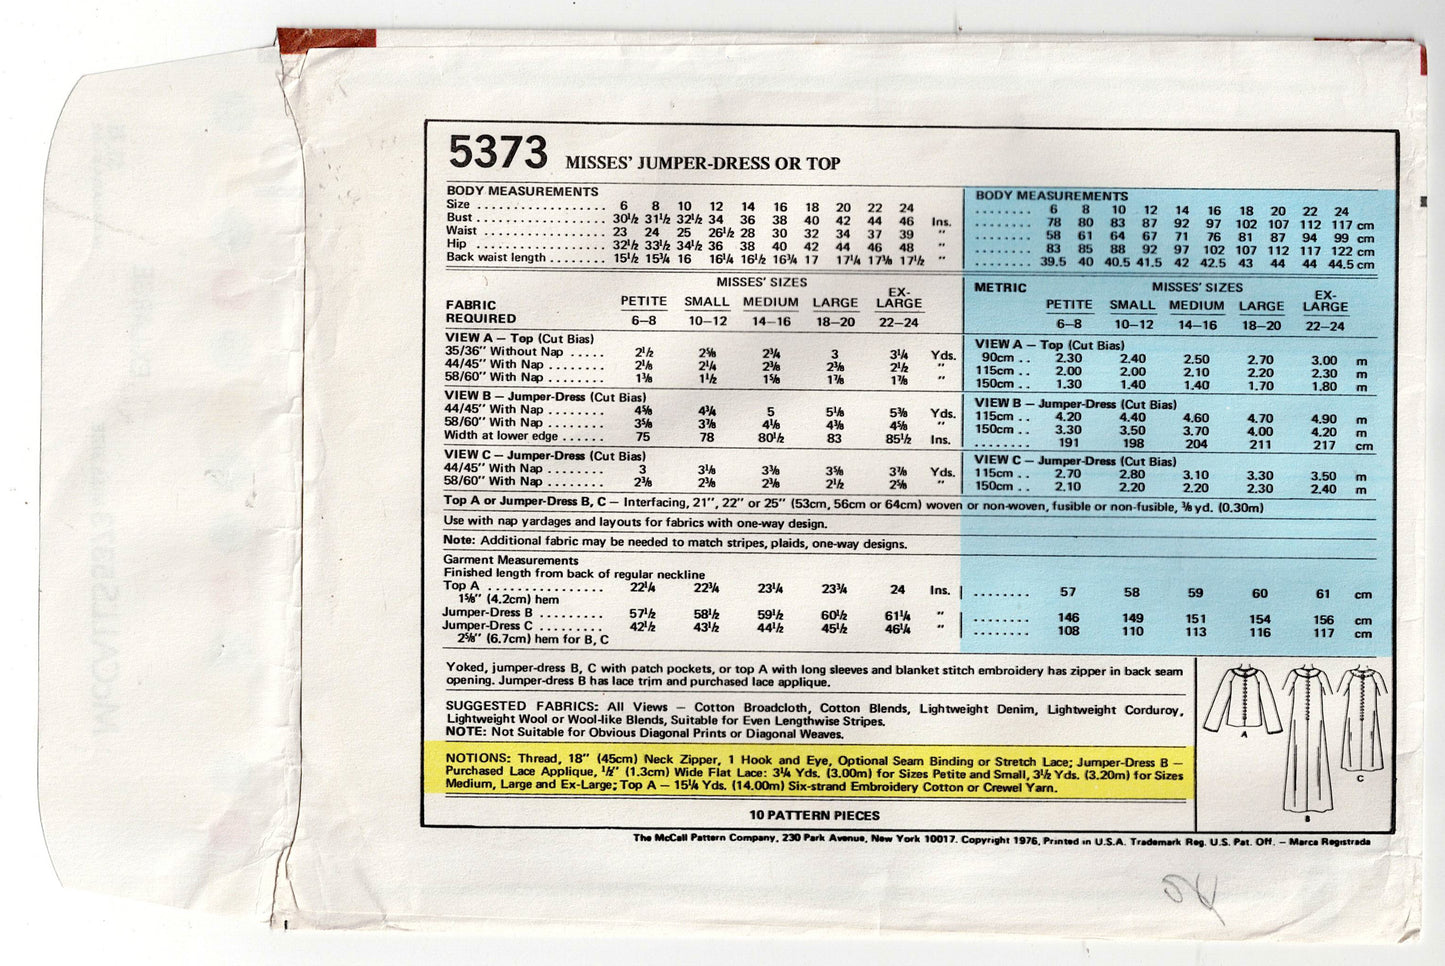 5373 MISSES' JUMPER-DRESS OR TOP
BODY MEASUREMENTS
Size .................. 6 8 10 12 14 16 18 20 22 24
Bust .................. 30½ 31½ 32½ 34 36 38 40 42 44 46 Ins.
Waist .................. 23 24 25 26½ 28 30 32 34 37 39 "
Hip .................. 32½ 33½ 34½ 36 38 40 42 44 46 48 "
Back waist length ........ 15½ 15¾ 16 16¼ 16½ 16¾ 17 17¼ 17⅜ 17½ "
BODY MEASUREMENTS
........ 6 8 10 12 14 16 18 20 22 24
........ 78 80 83 87 92 97 102 107 112 117 cm
........ 58 61 64 67 71 76 81 87 94 99 cm
........ 83 85 88 92 97 102 107 112 117 122 cm
........ 39.5 40 40.5 41.5 42 42.5 43 44 44 44.5 cm
MISSES' SIZES
FABRIC REQUIRED
PETITE SMALL MEDIUM LARGE EX-LARGE
6–8 10–12 14–16 18–20 22–24
VIEW A – Top (Cut Bias)
35/36" Without Nap ..... 2½ 2⅝ 2¾ 3 3¼ Yds.
44/45" With Nap ........ 2⅛ 2¼ 2⅜ 2⅜ 2½ "
58/60" With Nap ........ 1⅜ 1½ 1⅝ 1⅞ 1⅞ "
VIEW B – Jumper-Dress (Cut Bias)
44/45" With Nap ........ 4⅝ 4¾ 5 5⅛ 5⅜ Yds.
58/60" With Nap ........ 3⅝ 3⅞ 4⅛ 4⅜ 4⅝ "
Width at lower edge ...... 75 78 80½ 83 85½ Ins.
VIEW C – Jumper-Dress (Cut Bias)
44/45" With Nap ........ 3 3⅛ 3⅜ 3⅝ 3⅞ Yds.
58/60" With Nap ........ 2⅜ 2⅜ 2⅜ 2½ 2⅝ "
METRIC MISSES' SIZES
PETITE SMALL MEDIUM LARGE EX-LARGE
6–8 10–12 14–16 18–20 22–24
VIEW A – Top (Cut Bias)
90cm .. 2.30 2.40 2.50 2.70 3.00 m
115cm .. 2.00 2.00 2.10 2.20 2.30 m
150cm .. 1.30 1.40 1.40 1.70 1.80 m
VIEW B – Jumper-Dress (Cut Bias)
115cm .. 4.20 4.40 4.60 4.70 4.90 m
150cm .. 3.30 3.50 3.70 4.00 4.20 m
........ 191 198 204 211 217 cm
VIEW C – Jumper-Dress (Cut Bias)
115cm .. 2.70 2.80 3.10 3.30 3.50 m
150cm .. 2.10 2.20 2.20 2.30 2.40 m
Top A or Jumper-Dress B, C – Interfacing, 21", 22" or 25" (53cm, 56cm or 64cm) woven or non-woven, fusible or non-fusible, ⅜ yd. (0.30m)
Use with nap yardages and layouts for fabrics with one-way design.
Note: Additional fabric may be needed to match stripes, plaids, one-way designs.
Garment Measurements
Finished length from back of regular neckline
Top A ................ 22¼ 22¾ 23¼ 23¾ 24 Ins. ........ 57 58 59 60 61 cm
1⅝" (4.2cm) hem
Jumper-Dress B ......... 57½ 58½ 59½ 60½ 61¼ " ........ 146 149 151 154 156 cm
Jumper-Dress C ......... 42½ 43½ 44½ 45½ 46¼ " ........ 108 110 113 116 117 cm
2⅝" (6.7cm) hem for B, C
Yoked, jumper-dress B, C with patch pockets, or top A with long sleeves and blanket stitch embroidery has zipper in back seam
opening. Jumper-dress B has lace trim and purchased lace applique.
SUGGESTED FABRICS: All Views – Cotton Broadcloth, Cotton Blends, Lightweight Denim, Lightweight Corduroy,
Lightweight Wool or Wool-like Blends, Suitable for Even Lengthwise Stripes.
NOTE: Not Suitable for Obvious Diagonal Prints or Diagonal Weaves.
NOTIONS: Thread, 18" (45cm) Neck Zipper, 1 Hook and Eye, Optional Seam Binding or Stretch Lace; Jumper-Dress B –
Purchased Lace Applique, ½" (1.3cm) Wide Flat Lace: 3¼ Yds. (3.00m) for Sizes Petite and Small, 3½ Yds. (3.20m) for Sizes
Medium, Large and Ex-Large; Top A – 15¼ Yds. (14.00m) Six-strand Embroidery Cotton or Crewel Yarn.
A
B
C
10 PATTERN PIECES
The McCall Pattern Company, 230 Park Avenue, New York 10017. Copyright 1976, Printed in U.S.A. Trademark Reg. U.S. Pat. Off. – Marca Registrada